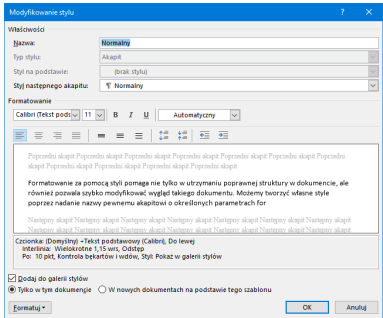 Modyfikowanie stylu
? X
Właściwości
Nazwa: Normalny
Typ stylu: Akapit
Styl na podstawie: (brak stylu)
Styl następnego akapitu: ¶ Normalny
Formatowanie
Calibri (Tekst pods 11 B I U Automatyczny
Poprzedni akapit Poprzedni akapit Poprzedni akapit Poprzedni akapit Poprzedni akapit Poprzedni
akapit Poprzedni akapit Poprzedni akapit Poprzedni akapit Poprzedni akapit
Formatowanie za pomocą styli pomaga nie tylko w utrzymaniu poprawnej struktury w dokumencie, ale
również pozwala szybko modyfikować wygląd takiego dokumentu. Możemy tworzyć własne style
poprzez nadanie nazwy pewnemu akapitowi o określonych parametrach for
Następny akapit Następny akapit Następny akapit Następny akapit Następny akapit Następny akapit
Następny akapit Następny akapit Następny akapit Następny akapit Następny akapit Następny akapit
Czcionka: (Domyślny) +Tekst podstawowy (Calibri), Do lewej
Interlinia: Wielokrotne 1,15 wrs, Odstęp
Po: 10 pkt, Kontrola bękartów i wdów, Styl: Pokaż w galerii stylów
Dodaj do galerii stylów
Tylko w tym dokumencie W nowych dokumentach na podstawie tego szablonu
Formatuj OK Anuluj